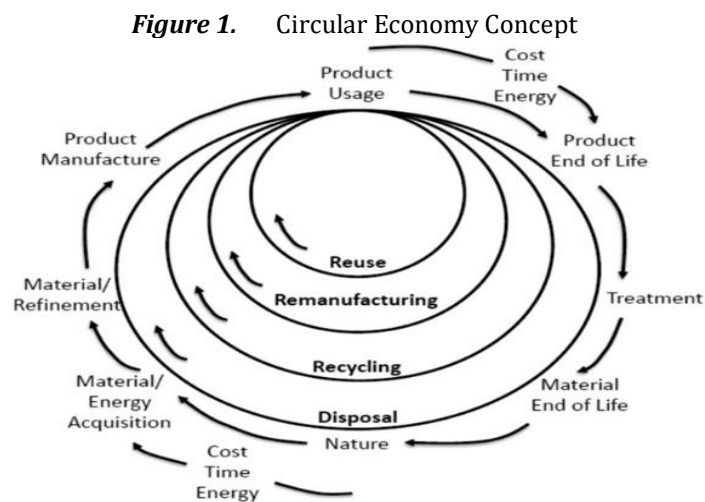 Figure 1. Circular Economy Concept
Cost
Time
Energy
Product
Usage
Product
Manufacture
Product
End of Life
Reuse
Material/
Refinement
Remanufacturing
Treatment
Recycling
Material/
Energy
Acquisition
Material
End of Life
Disposal
Nature
Cost
Time
Energy